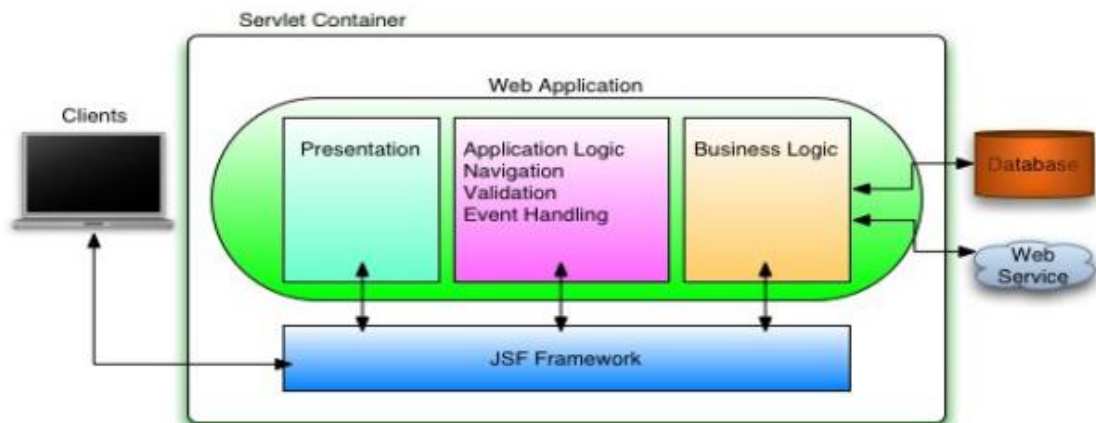 Servlet Container
Web Application
Clients
Presentation
Application Logic
Navigation
Validation
Event Handling
Business Logic
Database
Web
Service
JSF Framework